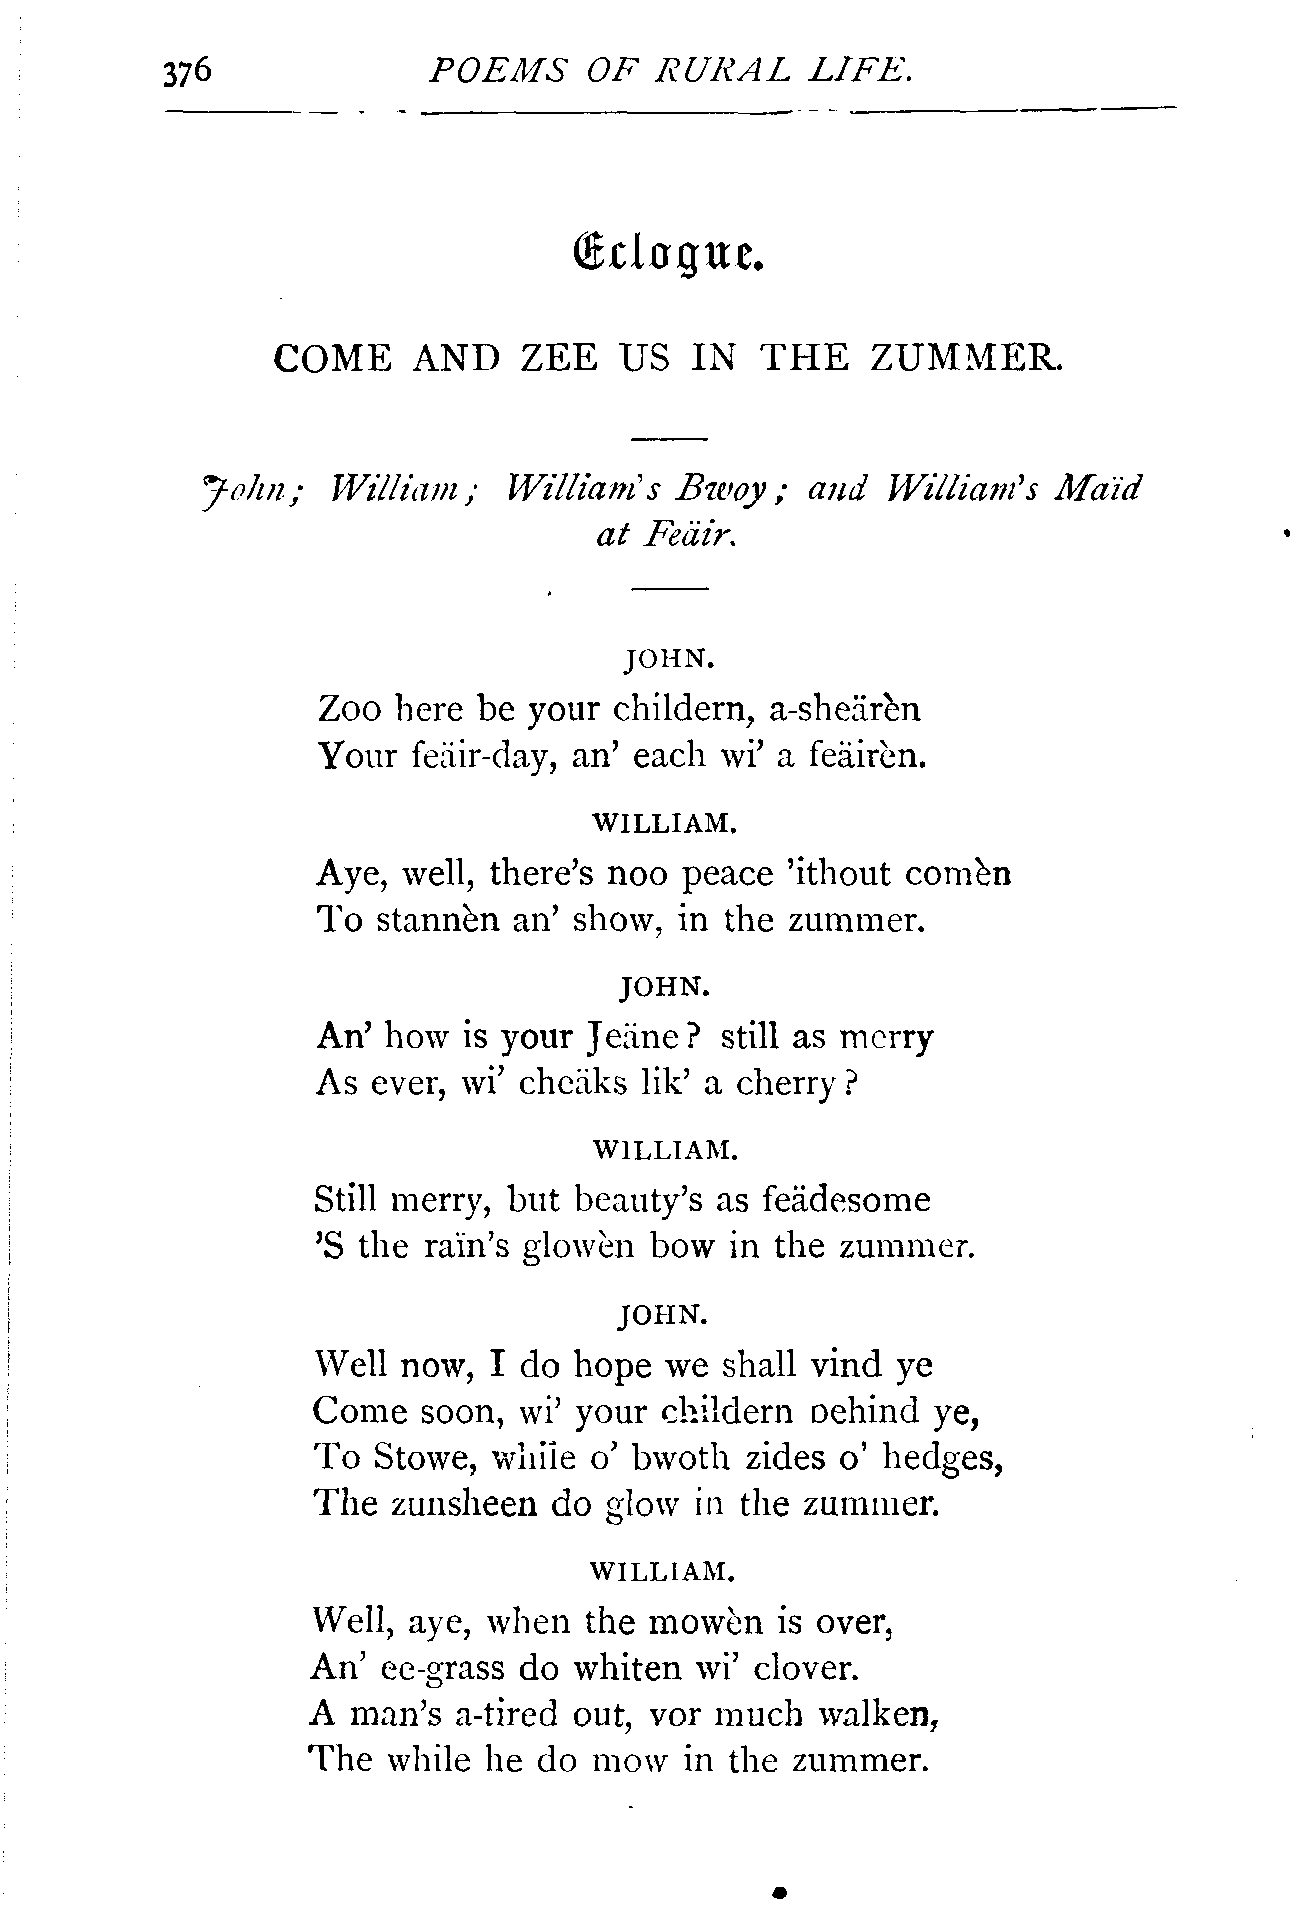 376 POEMS OF RURAL LIFE.
Eclogue.
COME AND ZEE US IN THE ZUMMER.
John; William; William's Bwoy; and William's Maïd
at Feäir.
JOHN.
Zoo here be your childern, a-sheärèn
Your feäir-day, an' each wi' a feäirèn.
WILLIAM.
Aye, well, there's noo peace 'ithout comèn
To stannèn an' show, in the zummer.
JOHN.
An' how is your Jeäne? still as merry
As ever, wi' cheäks lik' a cherry?
WILLIAM.
Still merry, but beauty's as feädesome
'S the raïn's glowèn bow in the zummer.
JOHN.
Well now, I do hope we shall vind ye
Come soon, wi' your childern behind ye,
To Stowe, while o' bwoth zides o' hedges,
The zunsheen do glow in the zummer.
WILLIAM.
Well, aye, when the mowèn is over,
An' ee-grass do whiten wi' clover.
A man's a-tired out, vor much walken,
The while he do mow in the zummer.